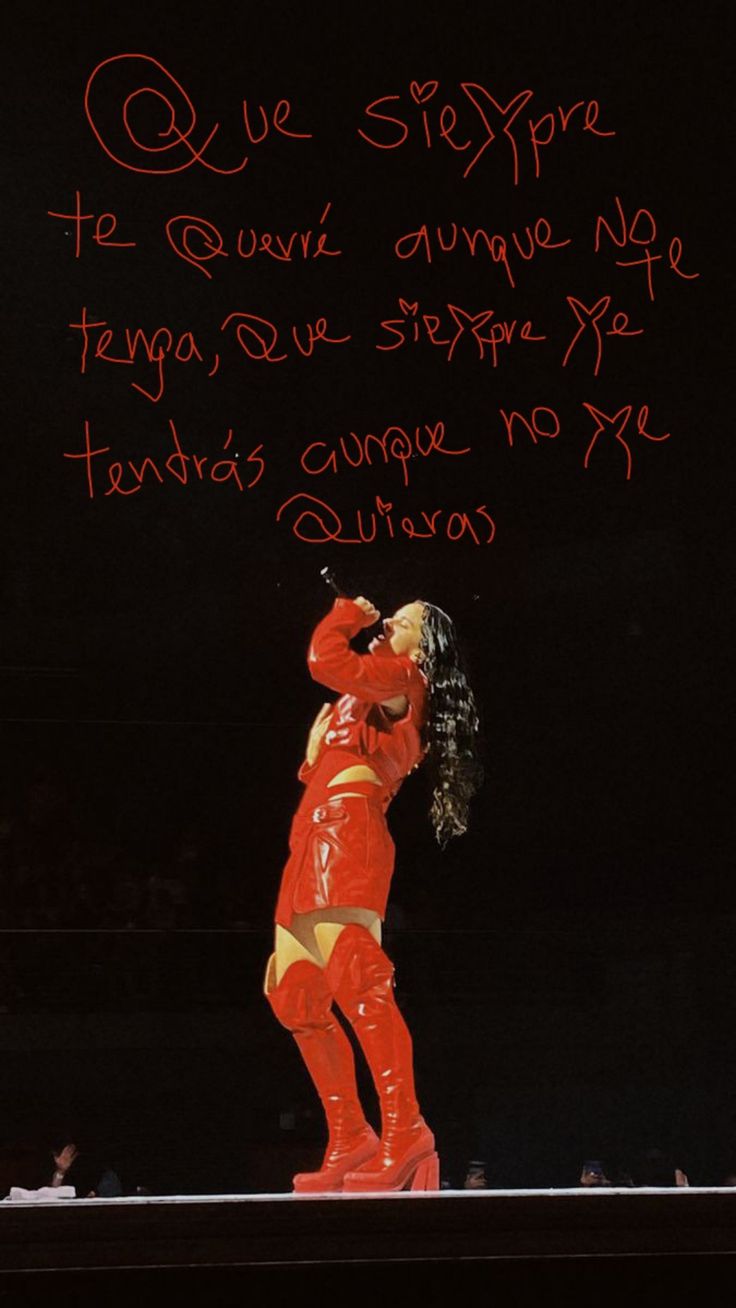 Que siempre
te Querré aunque No te
tenga, Que siempre Me
tendrás aunque no Me
Quieras